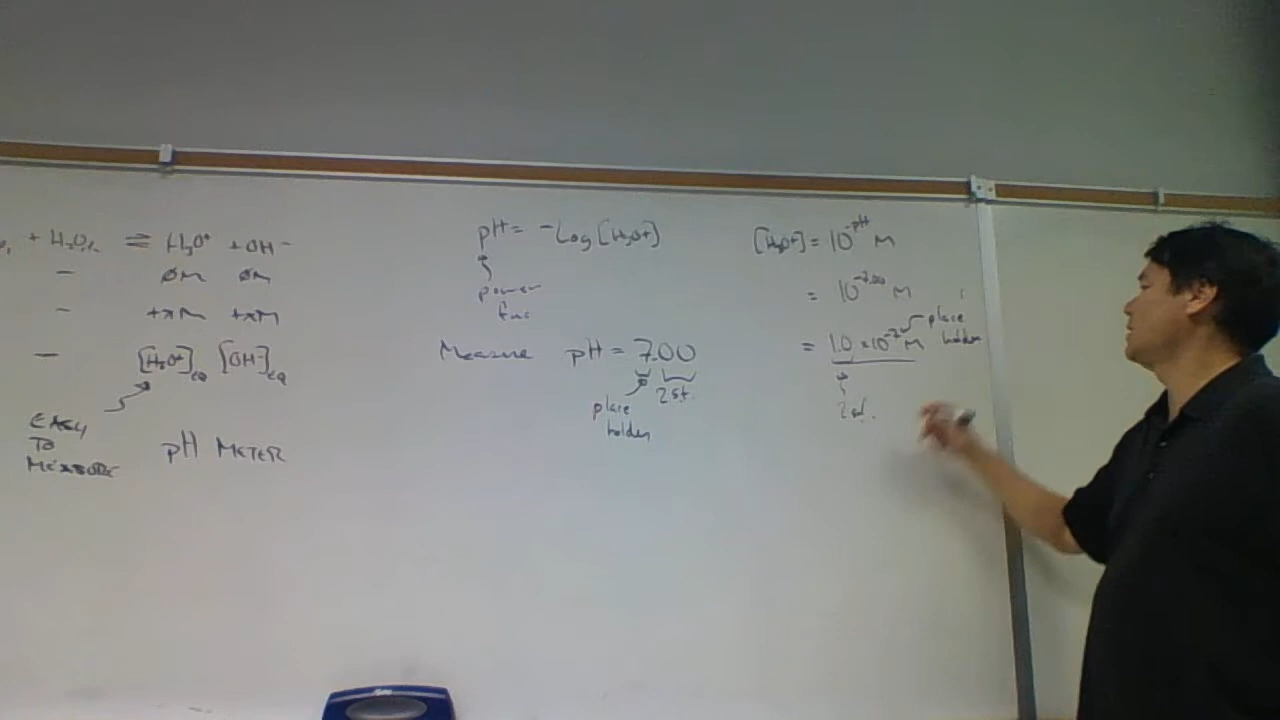 + H₂O ⇌ H₃O⁺ + OH⁻
− ØM ØM
− +xM +xM
− [H₃O⁺]eq [OH⁻]eq
EASY
TO
MEASURE
pH METER
pH = -Log [H₃O⁺]
power
func
Measure pH = 7.00
place
holder
2 s.f.
[H₃O⁺] = 10^-pH M
= 10^-7.00 M
= 1.0 x 10^-7 M
place
holder
2 s.f.